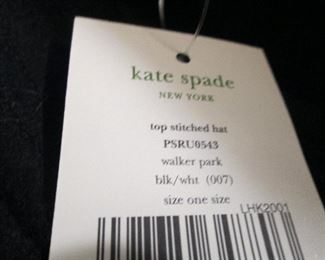 kate spade
NEW YORK
top stitched hat
PSRU0543
walker park
blk/wht (007)
size one size
LHK2001